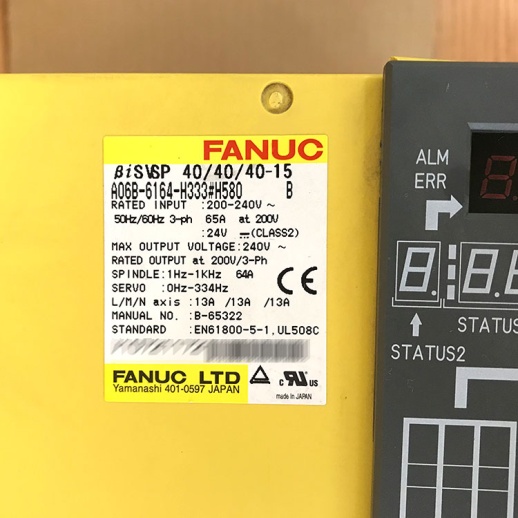 FANUC
βiSVSP 40/40/40-15
A06B-6164-H333#H580 B
RATED INPUT :200-240V ~
50Hz/60Hz 3-ph 65A at 200V
:24V ⎓(CLASS2)
MAX OUTPUT VOLTAGE:240V ~
RATED OUTPUT at 200V/3-Ph
SPINDLE:1Hz-1KHz 64A
SERVO :0Hz-334Hz
L/M/N axis :13A /13A /13A
MANUAL NO. :B-65322
STANDARD :EN61800-5-1,UL508C
CE
FANUC LTD
Yamanashi 401-0597 JAPAN
c RU US
made in JAPAN
ALM
ERR
STATUS
STATUS2